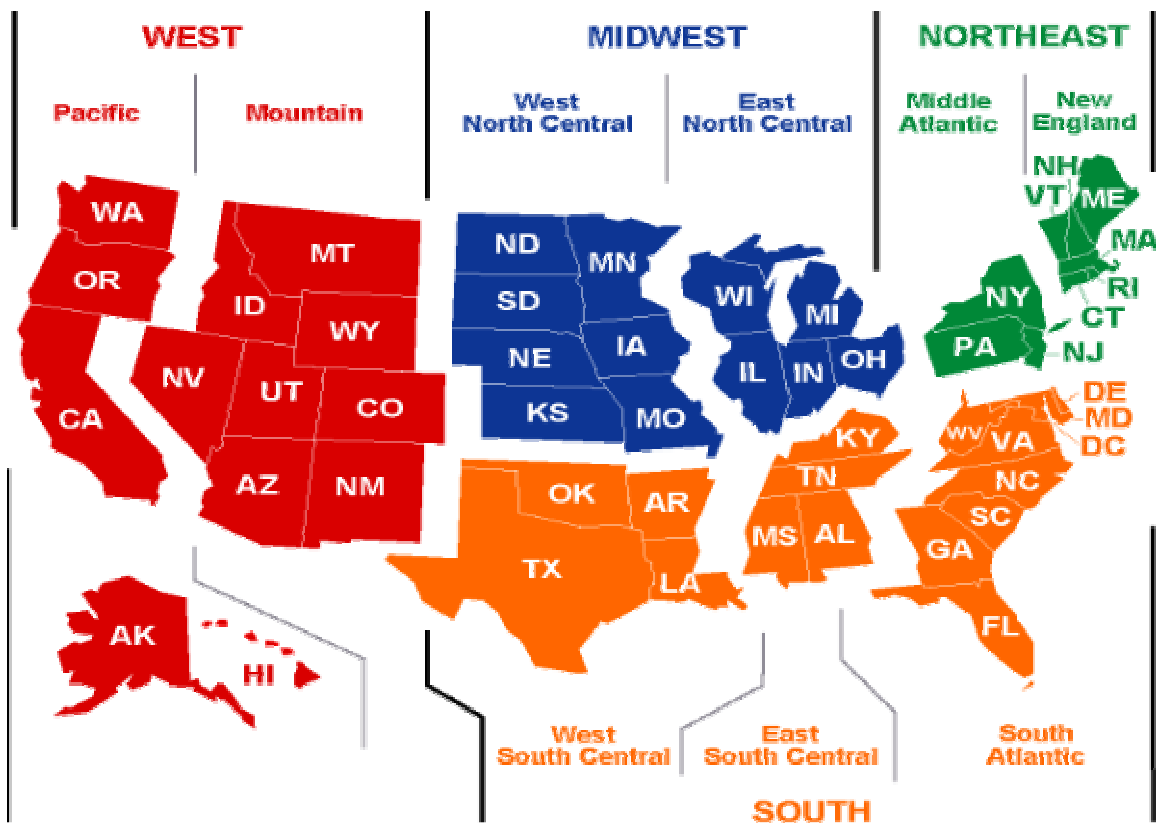 WEST
MIDWEST
NORTHEAST
Pacific
Mountain
West
North Central
East
North Central
Middle
Atlantic
New
England
WA
OR
CA
NV
ID
MT
WY
UT
CO
AZ
NM
AK
HI
ND
SD
NE
KS
MN
IA
MO
WI
MI
IL
IN
OH
NH
VT
ME
MA
RI
CT
NY
PA
NJ
OK
AR
TX
LA
KY
TN
MS
AL
DE
MD
DC
WV
VA
NC
SC
GA
FL
West
South Central
East
South Central
South
Atlantic
SOUTH